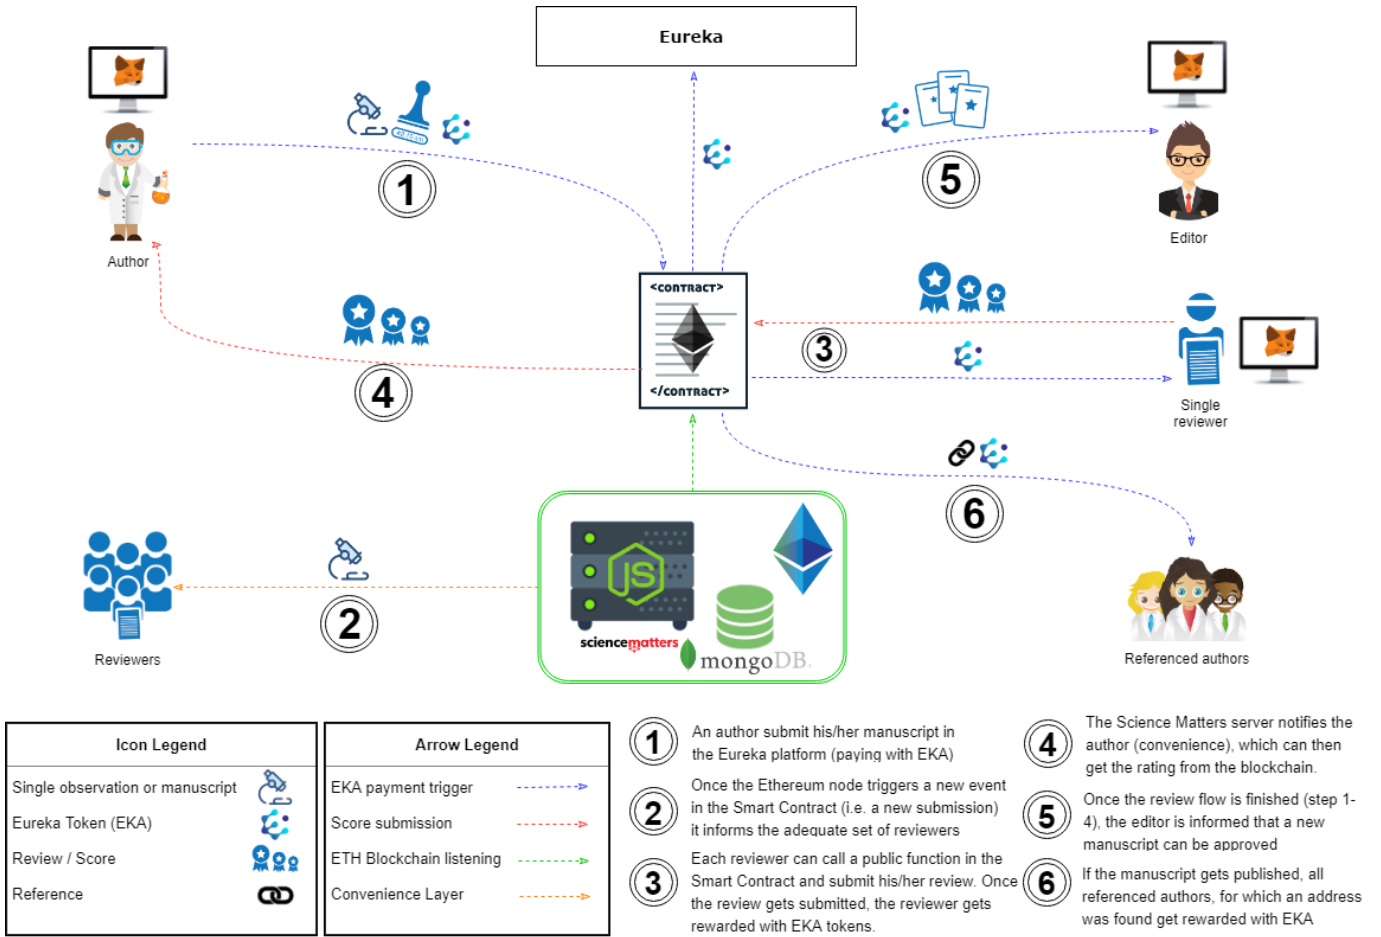 Eureka
1
5
Author
Editor
<CONTRACT>
</CONTRACT>
3
4
Single
reviewer
6
JS
sciencematters
mongoDB.
2
Reviewers
Referenced authors
Icon Legend
Single observation or manuscript
Eureka Token (EKA)
Review / Score
Reference
Arrow Legend
EKA payment trigger
Score submission
ETH Blockchain listening
Convenience Layer
1
An author submit his/her manuscript in
the Eureka platform (paying with EKA)
2
Once the Ethereum node triggers a new event
in the Smart Contract (i.e. a new submission)
it informs the adequate set of reviewers
3
Each reviewer can call a public function in the
Smart Contract and submit his/her review. Once
the review gets submitted, the reviewer gets
rewarded with EKA tokens.
4
The Science Matters server notifies the
author (convenience), which can then
get the rating from the blockchain.
5
Once the review flow is finished (step 1-
4), the editor is informed that a new
manuscript can be approved
6
If the manuscript gets published, all
referenced authors, for which an address
was found get rewarded with EKA